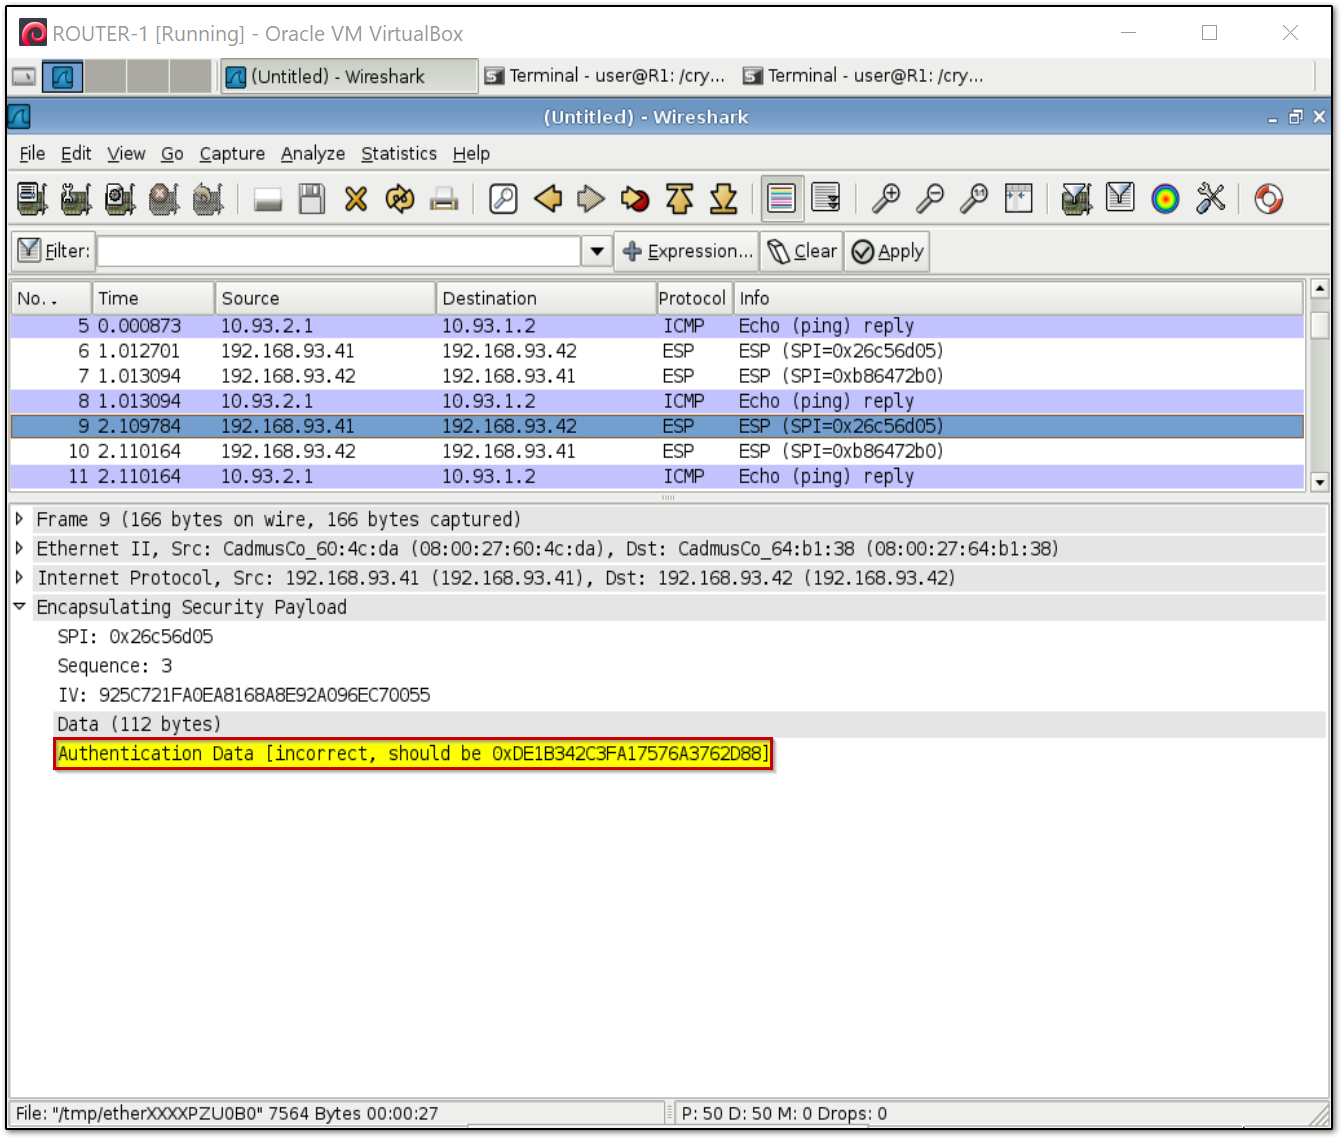 ROUTER-1 [Running] - Oracle VM VirtualBox
(Untitled) - Wireshark Terminal - user@R1: /cry... Terminal - user@R1: /cry...
(Untitled) - Wireshark
File Edit View Go Capture Analyze Statistics Help
Filter: Expression... Clear Apply
No. . Time Source Destination Protocol Info
5 0.000873 10.93.2.1 10.93.1.2 ICMP Echo (ping) reply
6 1.012701 192.168.93.41 192.168.93.42 ESP ESP (SPI=0x26c56d05)
7 1.013094 192.168.93.42 192.168.93.41 ESP ESP (SPI=0xb86472b0)
8 1.013094 10.93.2.1 10.93.1.2 ICMP Echo (ping) reply
9 2.109784 192.168.93.41 192.168.93.42 ESP ESP (SPI=0x26c56d05)
10 2.110164 192.168.93.42 192.168.93.41 ESP ESP (SPI=0xb86472b0)
11 2.110164 10.93.2.1 10.93.1.2 ICMP Echo (ping) reply
Frame 9 (166 bytes on wire, 166 bytes captured)
Ethernet II, Src: CadmusCo_60:4c:da (08:00:27:60:4c:da), Dst: CadmusCo_64:b1:38 (08:00:27:64:b1:38)
Internet Protocol, Src: 192.168.93.41 (192.168.93.41), Dst: 192.168.93.42 (192.168.93.42)
Encapsulating Security Payload
SPI: 0x26c56d05
Sequence: 3
IV: 925C721FA0EA8168A8E92A096EC70055
Data (112 bytes)
Authentication Data [incorrect, should be 0xDE1B342C3FA17576A3762D88]
File: "/tmp/etherXXXXPZU0B0" 7564 Bytes 00:00:27 P: 50 D: 50 M: 0 Drops: 0